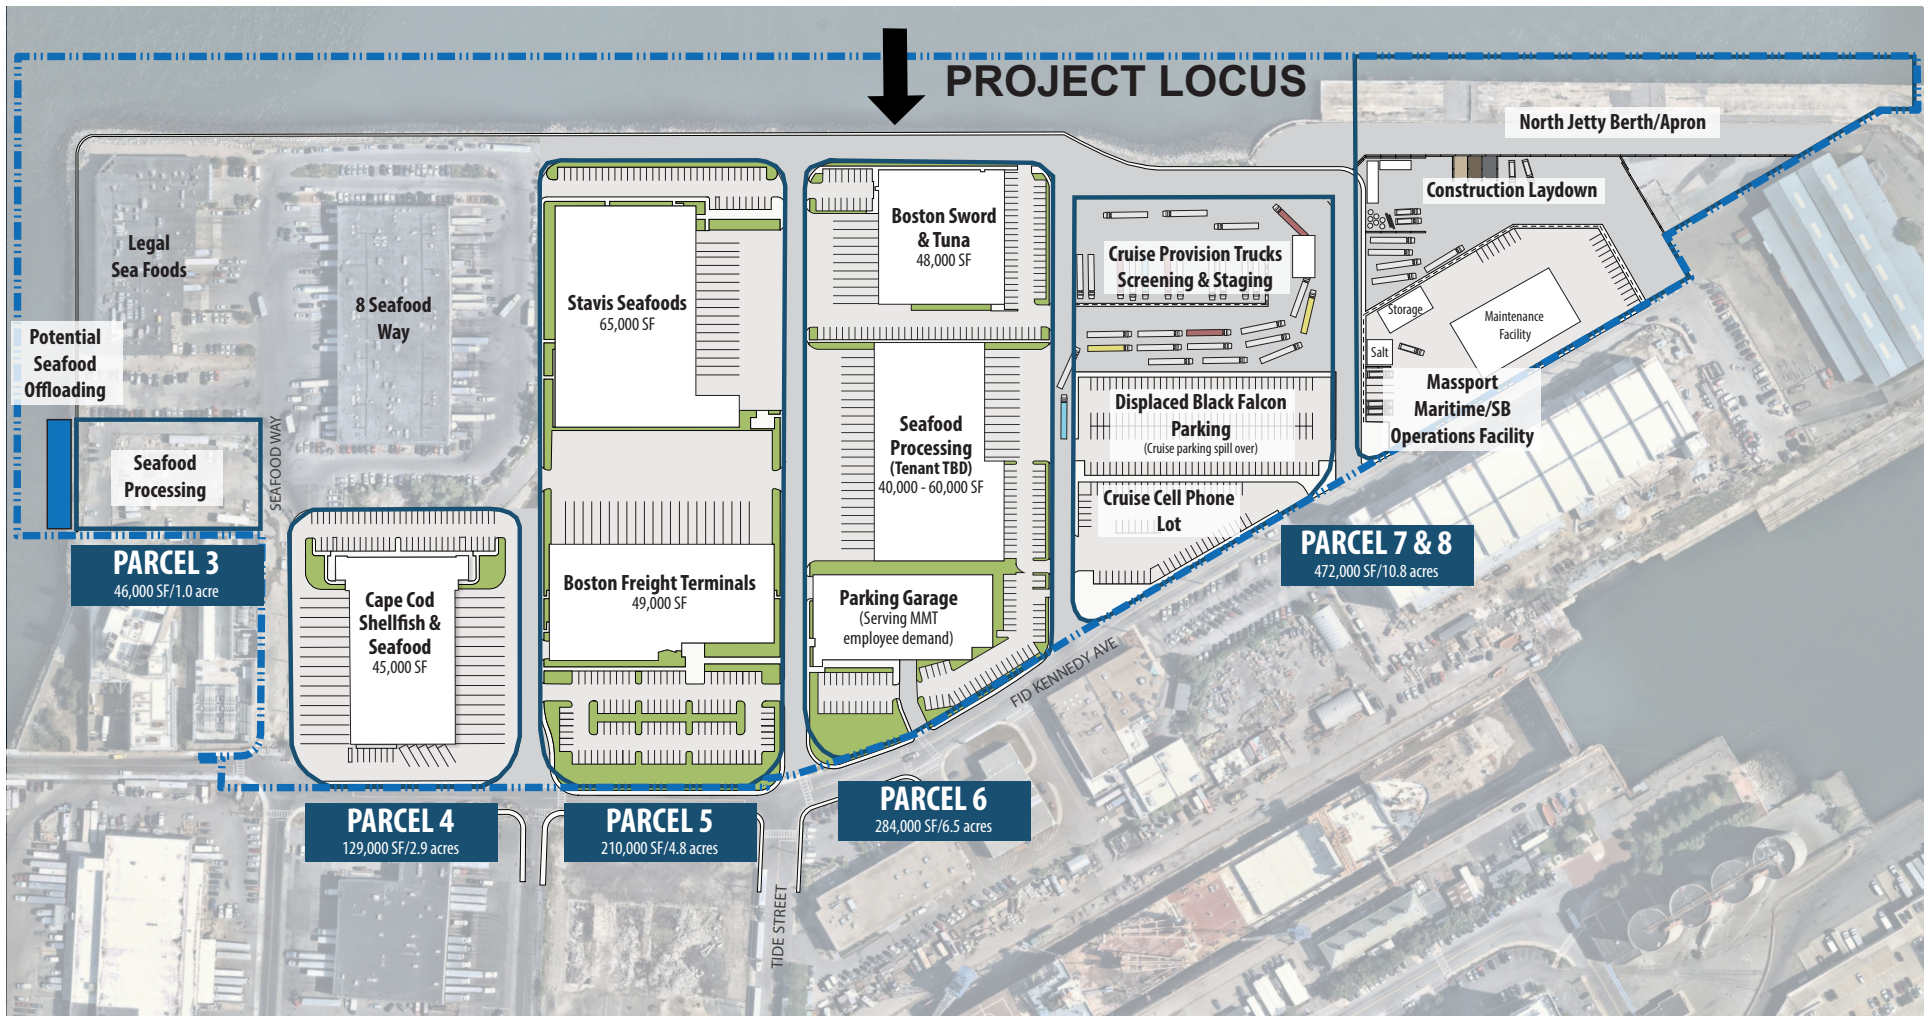 PROJECT LOCUS
North Jetty Berth/Apron
Construction Laydown
Legal
Sea Foods
8 Seafood
Way
Potential
Seafood
Offloading
Seafood
Processing
SEAFOOD WAY
PARCEL 3
46,000 SF/1.0 acre
Cape Cod
Shellfish &
Seafood
45,000 SF
PARCEL 4
129,000 SF/2.9 acres
Stavis Seafoods
65,000 SF
Boston Freight Terminals
49,000 SF
PARCEL 5
210,000 SF/4.8 acres
Boston Sword
& Tuna
48,000 SF
Seafood
Processing
(Tenant TBD)
40,000 - 60,000 SF
Parking Garage
(Serving MMT
employee demand)
PARCEL 6
284,000 SF/6.5 acres
TIDE STREET
FID KENNEDY AVE
Cruise Provision Trucks
Screening & Staging
Displaced Black Falcon
Parking
(Cruise parking spill over)
Cruise Cell Phone
Lot
PARCEL 7 & 8
472,000 SF/10.8 acres
Storage
Salt
Maintenance
Facility
Massport
Maritime/SB
Operations Facility